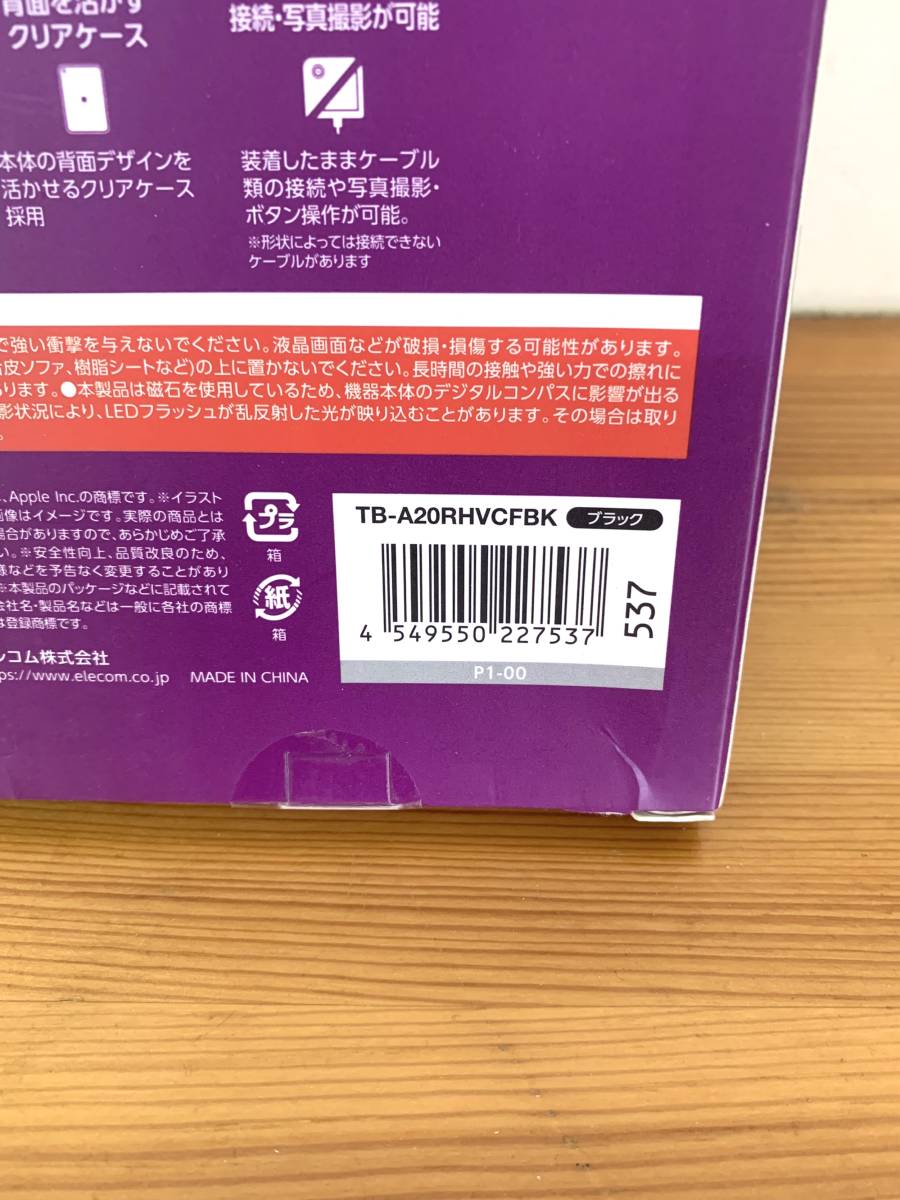 背面を活かす
クリアケース
接続・写真撮影が可能
本体の背面デザインを
活かせるクリアケース
採用
装着したままケーブル
類の接続や写真撮影・
ボタン操作が可能。
※形状によっては接続できない
ケーブルがあります
で強い衝撃を与えないでください。液晶画面などが破損・損傷する可能性があります。
皮ソファ、樹脂シートなど)の上に置かないでください。長時間の接触や強い力での擦れに
ります。●本製品は磁石を使用しているため、機器本体のデジタルコンパスに影響が出る
影状況により、LEDフラッシュが乱反射した光が映り込むことがあります。その場合は取り
。
、Apple Inc.の商標です。※イラスト
画像はイメージです。実際の商品とは
場合がありますので、あらかじめご了承
い。※安全性向上、品質改良のため、
様などを予告なく変更することがあり
※本製品のパッケージなどに記載されて
会社名・製品名などは一般に各社の商標
は登録商標です。
プラ
箱
紙
箱
レコム株式会社
ps://www.elecom.co.jp MADE IN CHINA
TB-A20RHVCFBK ブラック
4 549550 227537
537
P1-00